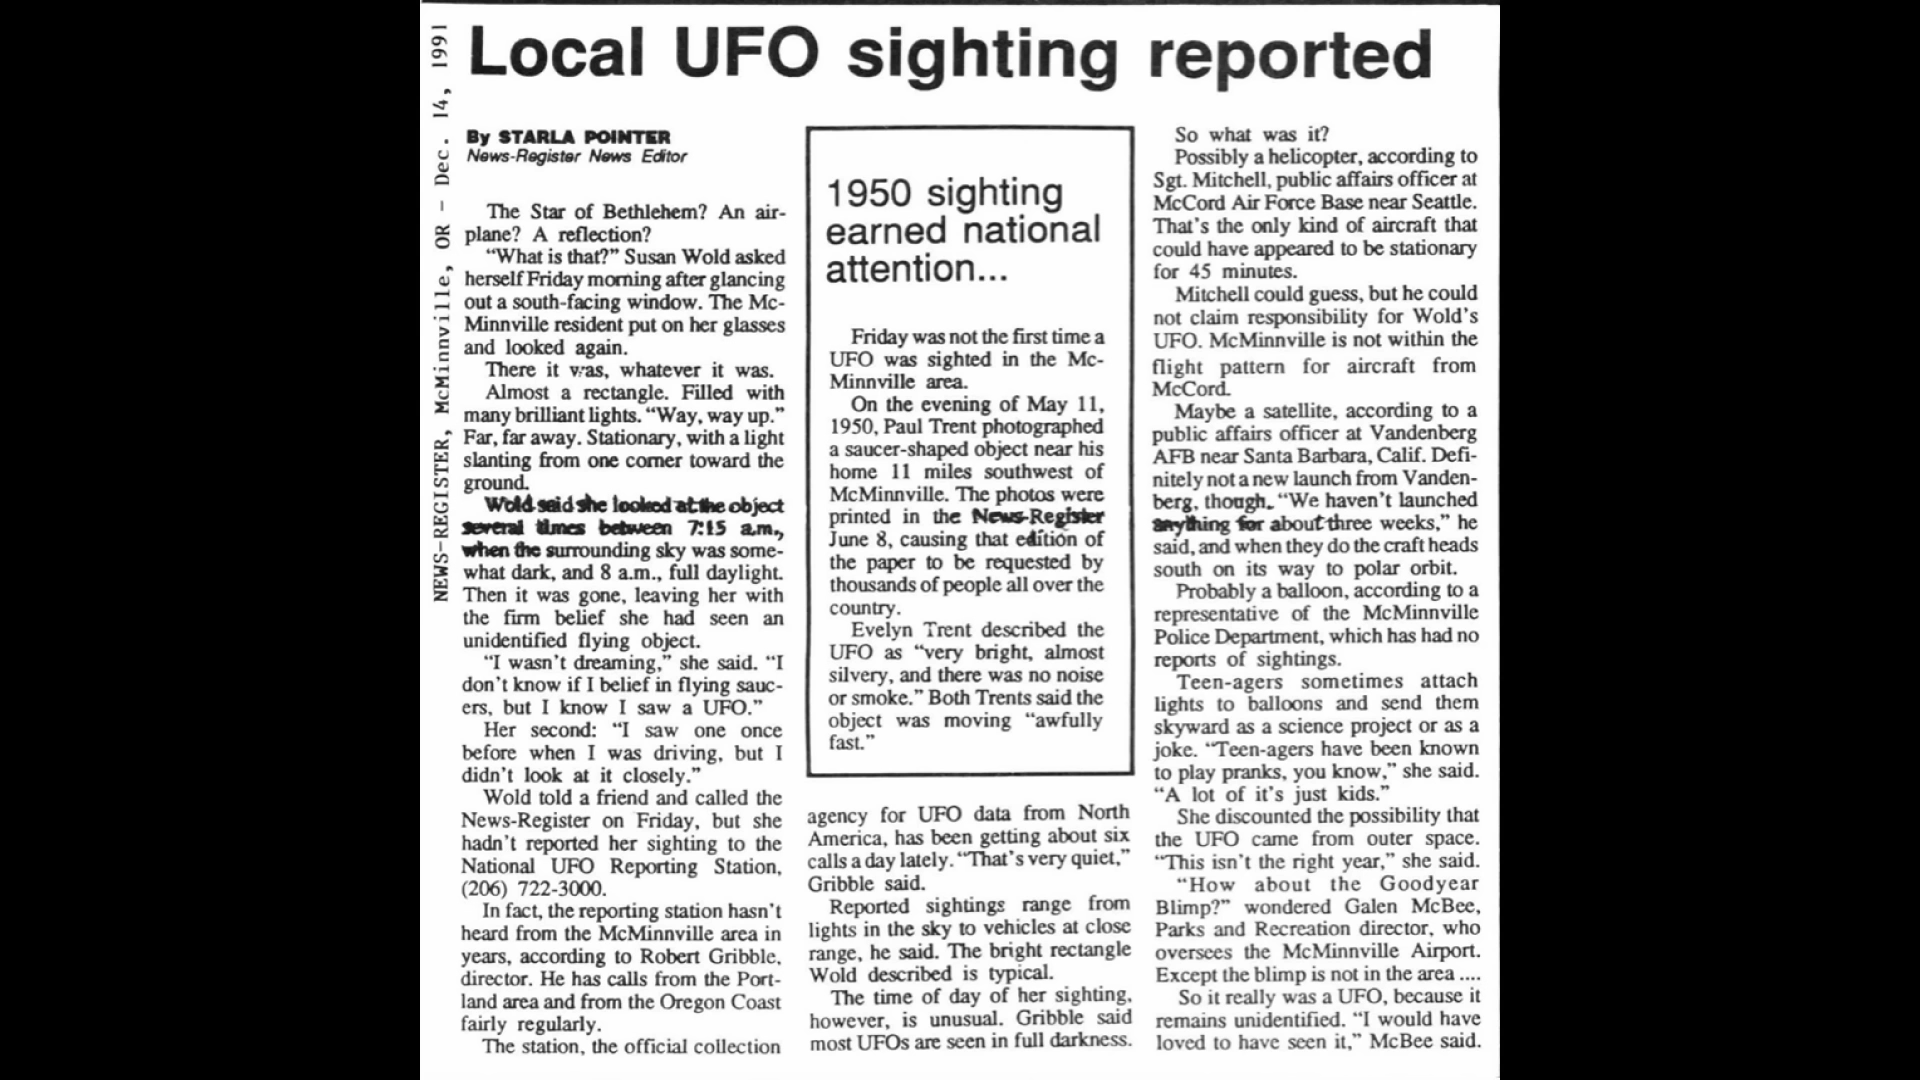 NEWS-REGISTER, McMinnville, OR - Dec. 14, 1991
Local UFO sighting reported
By STARLA POINTER
News-Register News Editor
The Star of Bethlehem? An air-
plane? A reflection?
“What is that?” Susan Wold asked
herself Friday morning after glancing
out a south-facing window. The Mc-
Minnville resident put on her glasses
and looked again.
There it was, whatever it was.
Almost a rectangle. Filled with
many brilliant lights. “Way, way up.”
Far, far away. Stationary, with a light
slanting from one corner toward the
ground.
Wold said she looked at the object
several times between 7:15 a.m.,
when the surrounding sky was some-
what dark, and 8 a.m., full daylight.
Then it was gone, leaving her with
the firm belief she had seen an
unidentified flying object.
“I wasn’t dreaming,” she said. “I
don’t know if I belief in flying sauc-
ers, but I know I saw a UFO.”
Her second: “I saw one once
before when I was driving, but I
didn’t look at it closely.”
Wold told a friend and called the
News-Register on Friday, but she
hadn’t reported her sighting to the
National UFO Reporting Station,
(206) 722-3000.
In fact, the reporting station hasn’t
heard from the McMinnville area in
years, according to Robert Gribble,
director. He has calls from the Port-
land area and from the Oregon Coast
fairly regularly.
The station, the official collection
1950 sighting
earned national
attention...
Friday was not the first time a
UFO was sighted in the Mc-
Minnville area.
On the evening of May 11,
1950, Paul Trent photographed
a saucer-shaped object near his
home 11 miles southwest of
McMinnville. The photos were
printed in the News-Register
June 8, causing that edition of
the paper to be requested by
thousands of people all over the
country.
Evelyn Trent described the
UFO as “very bright, almost
silvery, and there was no noise
or smoke.” Both Trents said the
object was moving “awfully
fast.”
agency for UFO data from North
America, has been getting about six
calls a day lately. “That’s very quiet,”
Gribble said.
Reported sightings range from
lights in the sky to vehicles at close
range, he said. The bright rectangle
Wold described is typical.
The time of day of her sighting,
however, is unusual. Gribble said
most UFOs are seen in full darkness.
So what was it?
Possibly a helicopter, according to
Sgt. Mitchell, public affairs officer at
McCord Air Force Base near Seattle.
That’s the only kind of aircraft that
could have appeared to be stationary
for 45 minutes.
Mitchell could guess, but he could
not claim responsibility for Wold’s
UFO. McMinnville is not within the
flight pattern for aircraft from
McCord.
Maybe a satellite, according to a
public affairs officer at Vandenberg
AFB near Santa Barbara, Calif. Defi-
nitely not a new launch from Vanden-
berg, though. “We haven’t launched
anything for about three weeks,” he
said, and when they do the craft heads
south on its way to polar orbit.
Probably a balloon, according to a
representative of the McMinnville
Police Department, which has had no
reports of sightings.
Teen-agers sometimes attach
lights to balloons and send them
skyward as a science project or as a
joke. “Teen-agers have been known
to play pranks, you know,” she said.
“A lot of it’s just kids.”
She discounted the possibility that
the UFO came from outer space.
“This isn’t the right year,” she said.
“How about the Goodyear
Blimp?” wondered Galen McBee,
Parks and Recreation director, who
oversees the McMinnville Airport.
Except the blimp is not in the area ....
So it really was a UFO, because it
remains unidentified. “I would have
loved to have seen it,” McBee said.